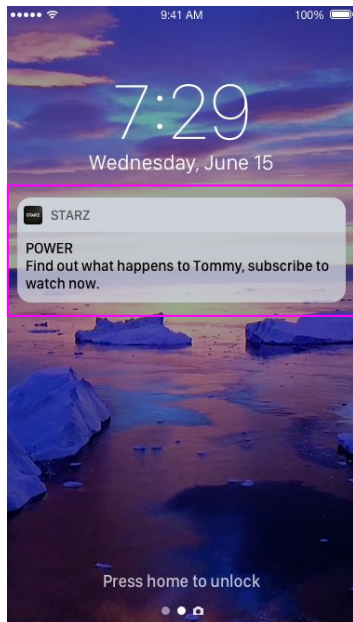 9:41 AM
100%
7:29
Wednesday, June 15
STARZ
STARZ
POWER
Find out what happens to Tommy, subscribe to
watch now.
Press home to unlock